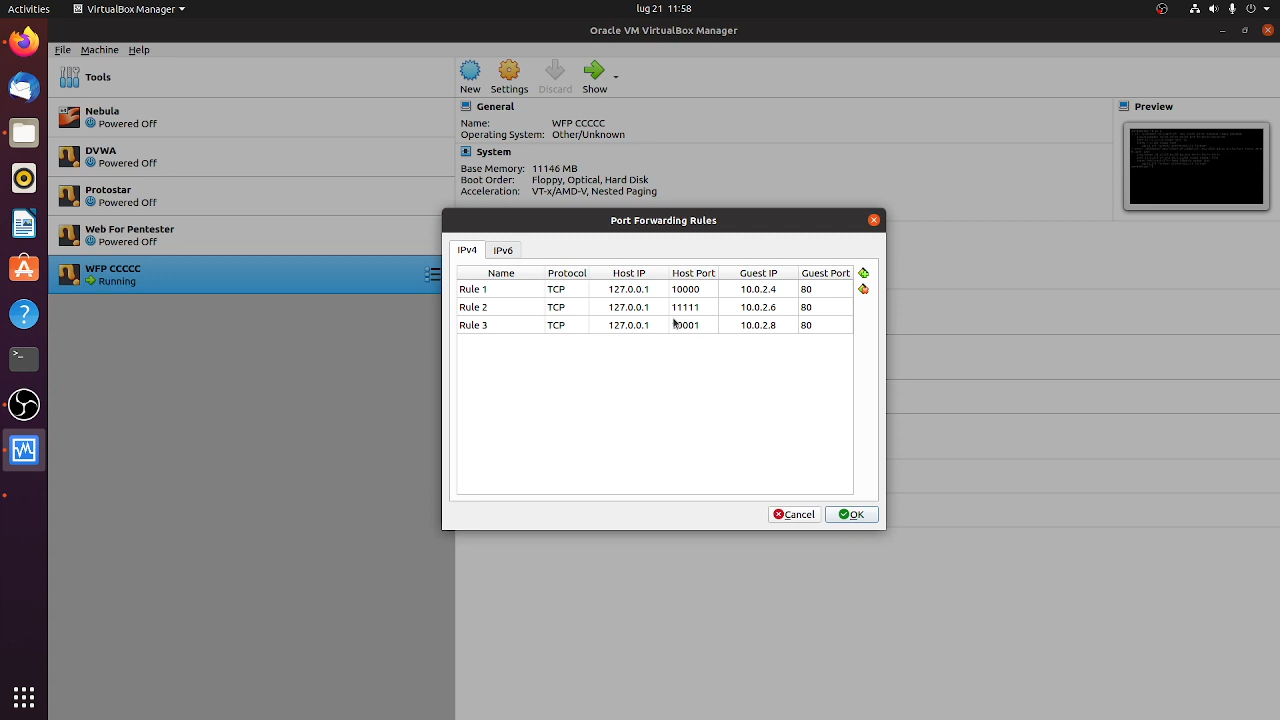 Activities VirtualBox Manager lug 21 11:58
Oracle VM VirtualBox Manager
File Machine Help
Tools
New Settings Discard Show
Nebula
Powered Off
DVWA
Powered Off
Protostar
Powered Off
Web For Pentester
Powered Off
WFP CCCCC
Running
General
Name: WFP CCCCC
Operating System: Other/Unknown
System
Base Memory: 11146 MB
Boot Order: Floppy, Optical, Hard Disk
Acceleration: VT-x/AMD-V, Nested Paging
Preview
Port Forwarding Rules
IPv4 IPv6
Name Protocol Host IP Host Port Guest IP Guest Port
Rule 1 TCP 127.0.0.1 10000 10.0.2.4 80
Rule 2 TCP 127.0.0.1 11111 10.0.2.6 80
Rule 3 TCP 127.0.0.1 10001 10.0.2.8 80
Cancel OK